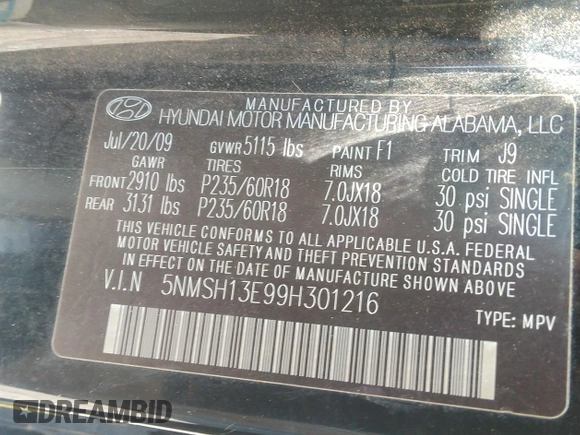 MANUFACTURED BY
HYUNDAI MOTOR MANUFACTURING ALABAMA, LLC
Jul/20/09 GVWR 5115 lbs PAINT F1 TRIM J9
GAWR TIRES RIMS COLD TIRE INFL
FRONT 2910 lbs P235/60R18 7.0JX18 30 psi SINGLE
REAR 3131 lbs P235/60R18 7.0JX18 30 psi SINGLE
THIS VEHICLE CONFORMS TO ALL APPLICABLE U.S.A. FEDERAL
MOTOR VEHICLE SAFETY AND THEFT PREVENTION STANDARDS
IN EFFECT ON THE DATE OF MANUFACTURE SHOWN ABOVE.
V.I.N 5NMSH13E99H301216
TYPE: MPV
DREAMBID